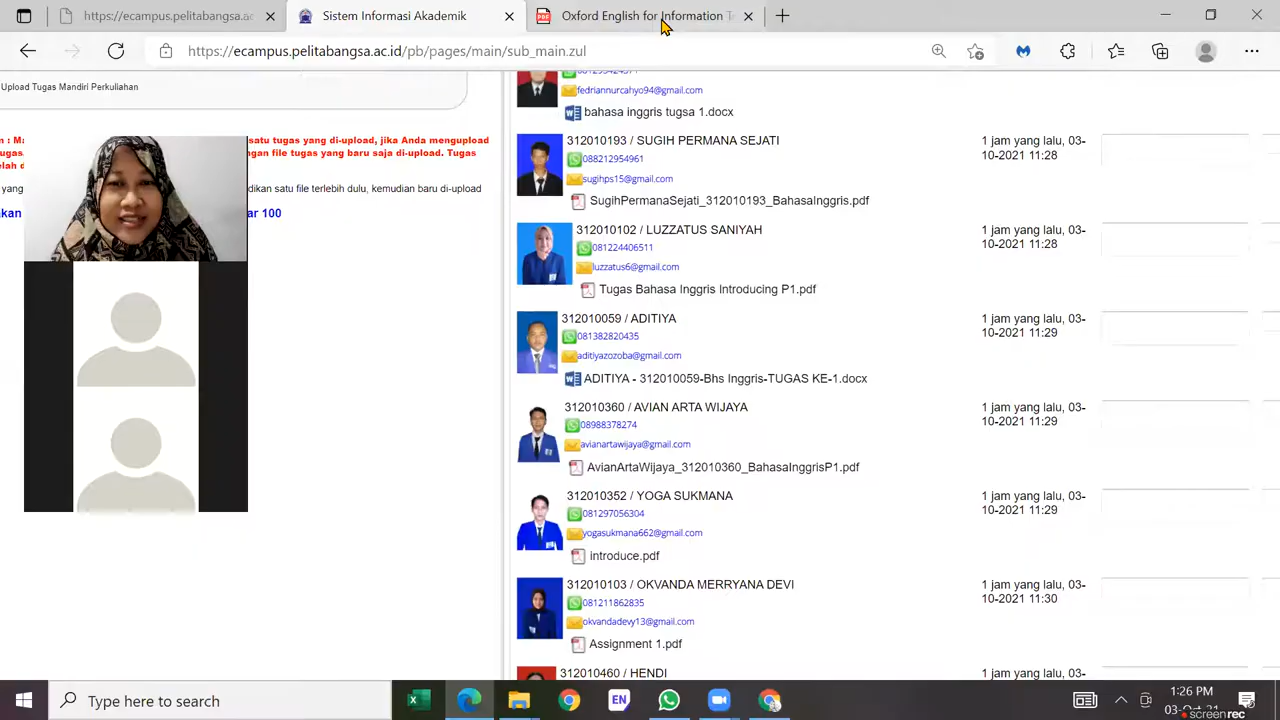 Sistem Informasi Akademik
Oxford English for Information T
https://ecampus.pelitabangsa.ac.id/pb/pages/main/sub_main.zul
Upload Tugas Mandiri Perkuliahan
satu tugas yang di-upload, jika Anda mengupload
ngan file tugas yang baru saja di-upload. Tugas
yang
dikan satu file terlebih dulu, kemudian baru di-upload
kan
ar 100
fedriannurcahyo94@gmail.com
bahasa inggris tugsa 1.docx
312010193 / SUGIH PERMANA SEJATI
1 jam yang lalu, 03-
10-2021 11:28
088212954961
sugihps15@gmail.com
SugihPermanaSejati_312010193_BahasaInggris.pdf
312010102 / LUZZATUS SANIYAH
1 jam yang lalu, 03-
10-2021 11:28
081224406511
luzzatus6@gmail.com
Tugas Bahasa Inggris Introducing P1.pdf
312010059 / ADITIYA
1 jam yang lalu, 03-
10-2021 11:29
081382820435
aditiyazozoba@gmail.com
ADITIYA - 312010059-Bhs Inggris-TUGAS KE-1.docx
312010360 / AVIAN ARTA WIJAYA
1 jam yang lalu, 03-
10-2021 11:29
08988378274
avianartawijaya@gmail.com
AvianArtaWijaya_312010360_BahasaInggrisP1.pdf
312010352 / YOGA SUKMANA
1 jam yang lalu, 03-
10-2021 11:29
081297056304
yogasukmana662@gmail.com
introduce.pdf
312010103 / OKVANDA MERRYANA DEVI
1 jam yang lalu, 03-
10-2021 11:30
081211862835
okvandadevy13@gmail.com
Assignment 1.pdf
312010460 / HENDI
1 jam yang lalu, 03-
Type here to search
EN
1:26 PM
screenrec